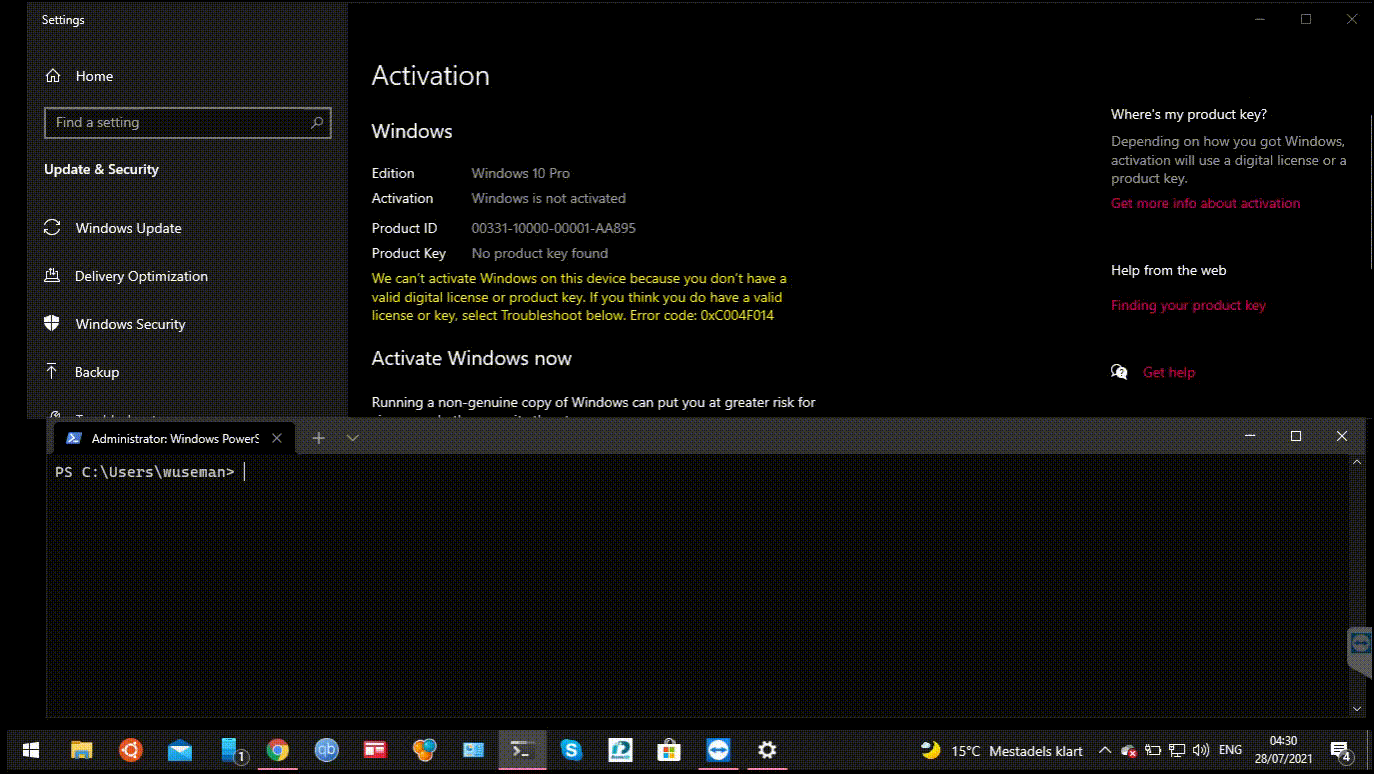 Settings
Home
Find a setting
Update & Security
Windows Update
Delivery Optimization
Windows Security
Backup
Activation
Windows
Edition Windows 10 Pro
Activation Windows is not activated
Product ID 00331-10000-00001-AA895
Product Key No product key found
We can't activate Windows on this device because you don't have a
valid digital license or product key. If you think you do have a valid
license or key, select Troubleshoot below. Error code: 0xC004F014
Activate Windows now
Running a non-genuine copy of Windows can put you at greater risk for
Where's my product key?
Depending on how you got Windows,
activation will use a digital license or a
product key.
Get more info about activation
Help from the web
Finding your product key
Get help
Administrator: Windows PowerS
PS C:\Users\wuseman>
1
qb
15°C Mestadels klart
ENG
04:30
28/07/2021
4